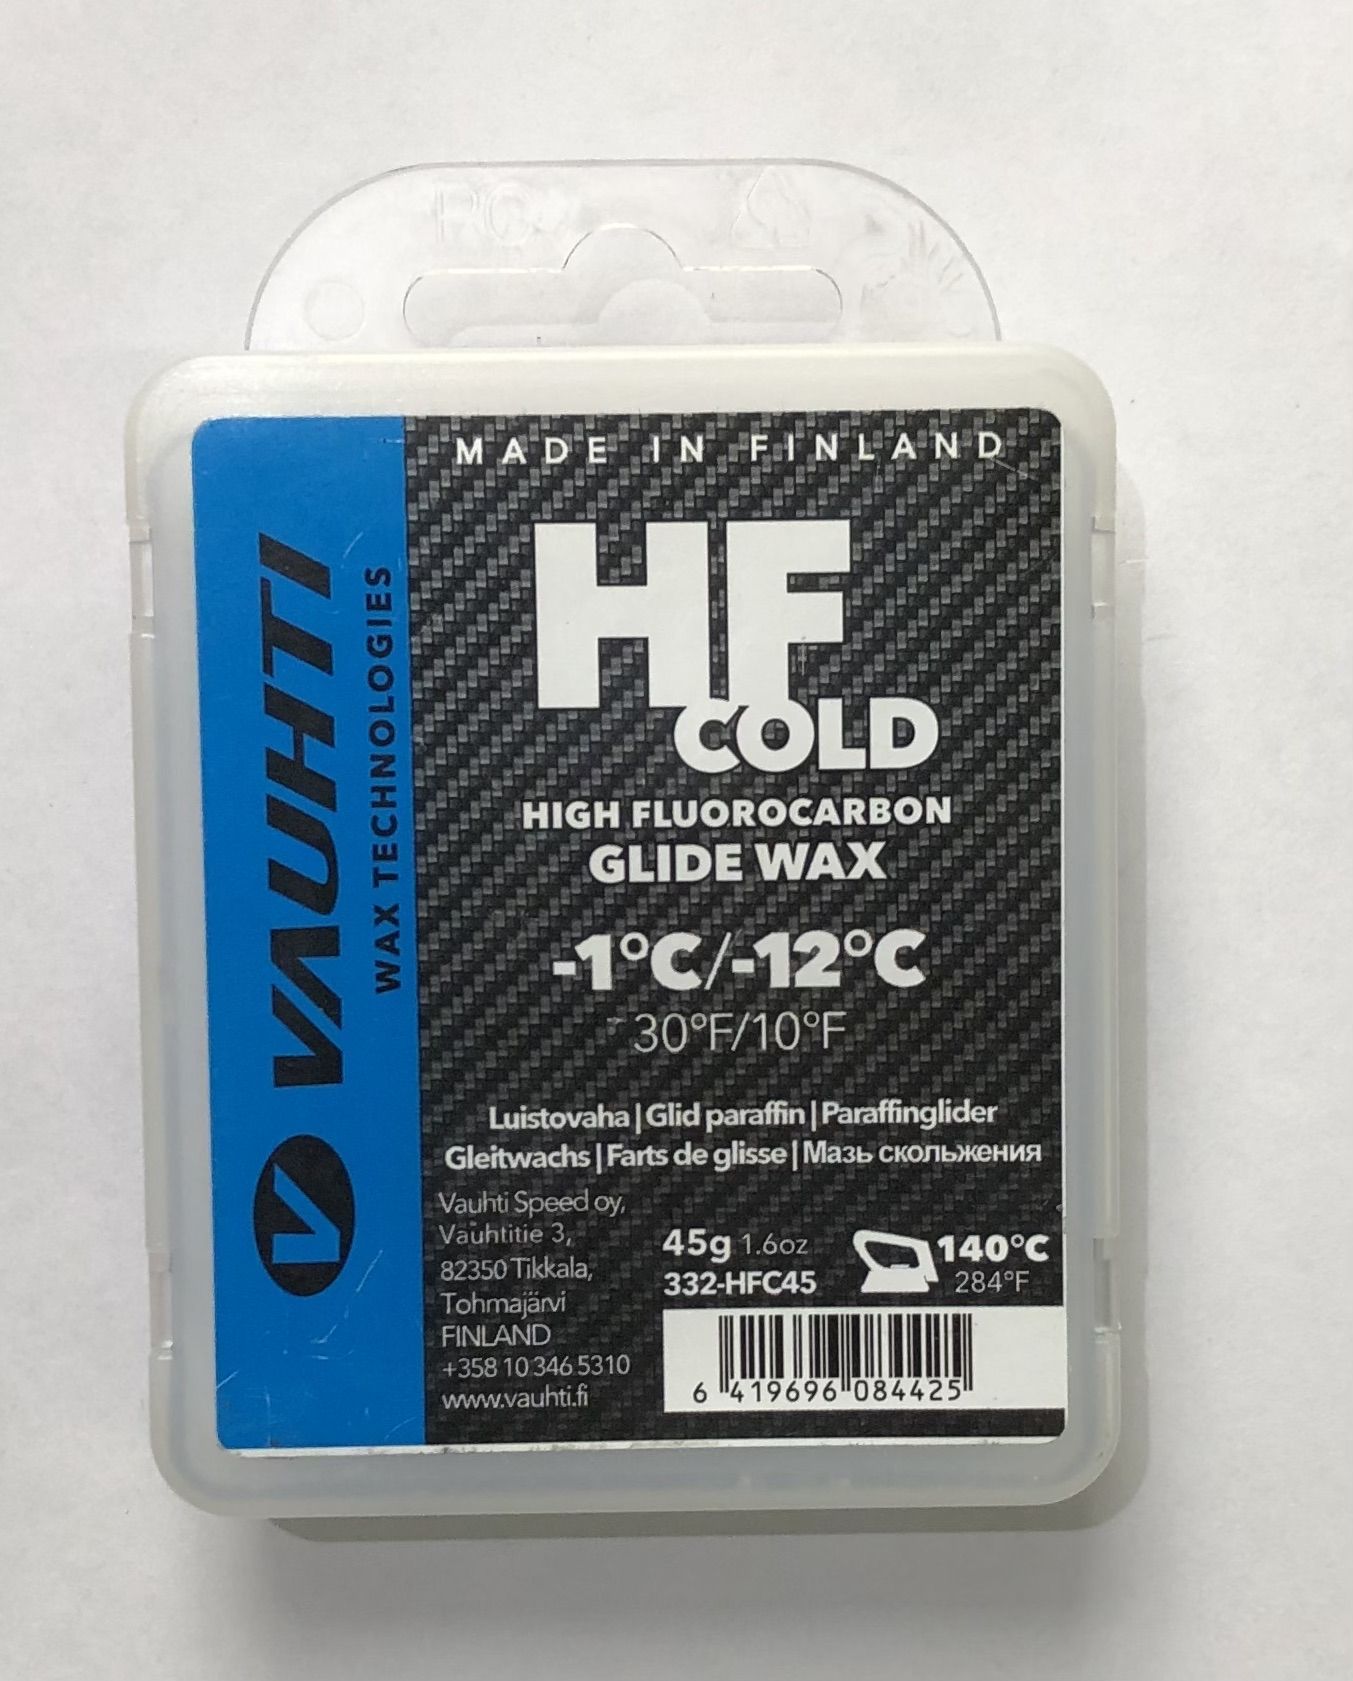 MADE IN FINLAND
VAUHTI
WAX TECHNOLOGIES
V
HF
COLD
HIGH FLUOROCARBON
GLIDE WAX
-1°C/-12°C
30°F/10°F
Luistovaha | Glid paraffin | Paraffinglider
Gleitwachs | Farts de glisse | Мазь скольжения
Vauhti Speed oy,
Vauhtitie 3,
82350 Tikkala,
Tohmajärvi
FINLAND
+358 10 346 5310
www.vauhti.fi
45g 1.6oz
332-HFC45
140°C
284°F
6 419696 084425